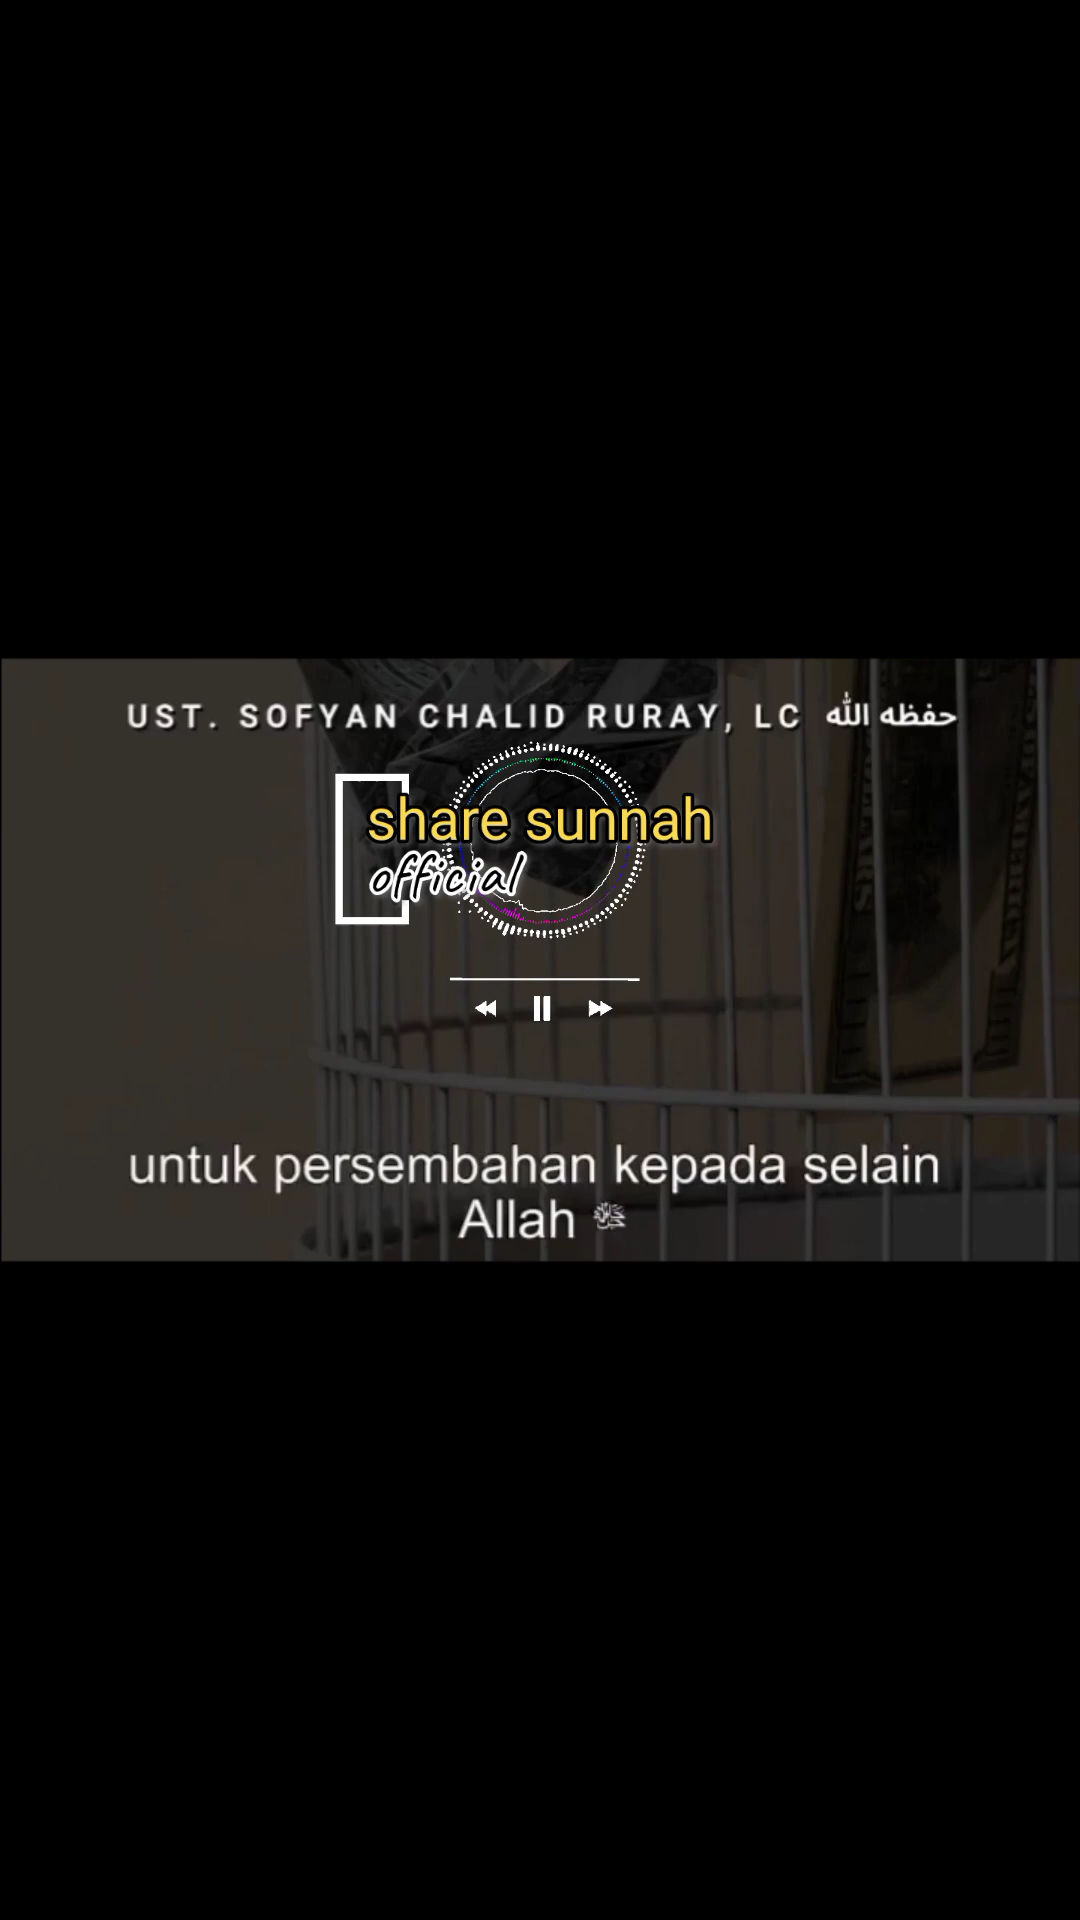 UST. SOFYAN CHALID RURAY, LC حفظه الله
share sunnah
official
untuk persembahan kepada selain
Allah ﷻ